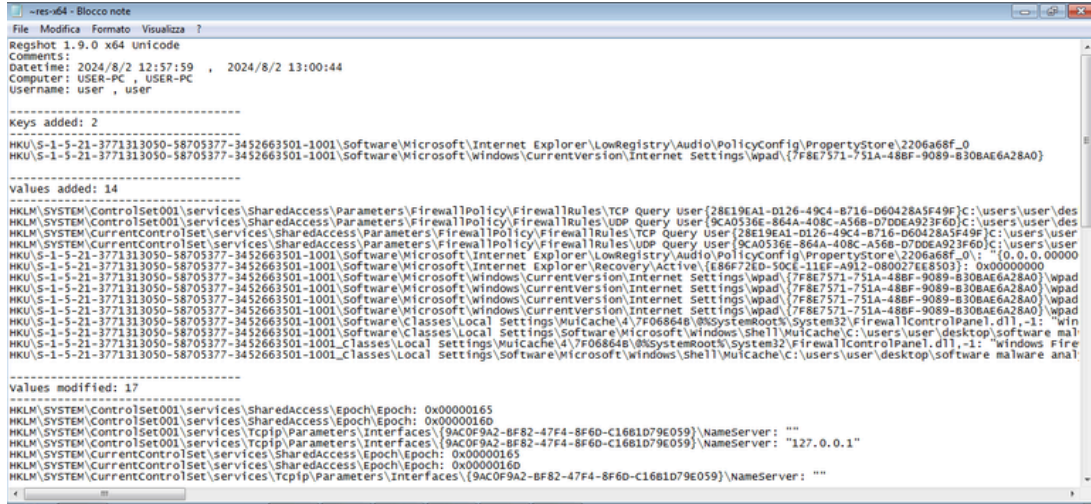 ~res-x64 - Blocco note
File Modifica Formato Visualizza ?
Regshot 1.9.0 x64 Unicode
Comments:
Datetime: 2024/8/2 12:57:59 , 2024/8/2 13:00:44
Computer: USER-PC , USER-PC
Username: user , user
----------------------------------
Keys added: 2
----------------------------------
HKU\S-1-5-21-3771313050-58705377-3452663501-1001\Software\Microsoft\Internet Explorer\LowRegistry\Audio\PolicyConfig\PropertyStore\2206a68f_0
HKU\S-1-5-21-3771313050-58705377-3452663501-1001\Software\Microsoft\Windows\CurrentVersion\Internet Settings\Wpad\{7F8E7571-751A-48BF-9089-B30BAE6A28A0}
----------------------------------
Values added: 14
----------------------------------
HKLM\SYSTEM\ControlSet001\services\SharedAccess\Parameters\FirewallPolicy\FirewallRules\TCP Query User{28E19EA1-D126-49C4-B716-D60428A5F49F}C:\users\user\des
HKLM\SYSTEM\ControlSet001\services\SharedAccess\Parameters\FirewallPolicy\FirewallRules\UDP Query User{9CA0536E-864A-408C-A56B-D7DDEA923F6D}C:\users\user\des
HKLM\SYSTEM\CurrentControlSet\services\SharedAccess\Parameters\FirewallPolicy\FirewallRules\TCP Query User{28E19EA1-D126-49C4-B716-D60428A5F49F}C:\users\user
HKLM\SYSTEM\CurrentControlSet\services\SharedAccess\Parameters\FirewallPolicy\FirewallRules\UDP Query User{9CA0536E-864A-408C-A56B-D7DDEA923F6D}C:\users\user
HKU\S-1-5-21-3771313050-58705377-3452663501-1001\Software\Microsoft\Internet Explorer\LowRegistry\Audio\PolicyConfig\PropertyStore\2206a68f_0\: "{0.0.0.00000
HKU\S-1-5-21-3771313050-58705377-3452663501-1001\Software\Microsoft\Internet Explorer\Recovery\Active\{E86F72ED-50CE-11EF-A912-080027EE8503}: 0x00000000
HKU\S-1-5-21-3771313050-58705377-3452663501-1001\Software\Microsoft\Windows\CurrentVersion\Internet Settings\Wpad\{7F8E7571-751A-48BF-9089-B30BAE6A28A0}\Wpad
HKU\S-1-5-21-3771313050-58705377-3452663501-1001\Software\Microsoft\Windows\CurrentVersion\Internet Settings\Wpad\{7F8E7571-751A-48BF-9089-B30BAE6A28A0}\Wpad
HKU\S-1-5-21-3771313050-58705377-3452663501-1001\Software\Microsoft\Windows\CurrentVersion\Internet Settings\Wpad\{7F8E7571-751A-48BF-9089-B30BAE6A28A0}\Wpad
HKU\S-1-5-21-3771313050-58705377-3452663501-1001\Software\Microsoft\Windows\CurrentVersion\Internet Settings\Wpad\{7F8E7571-751A-48BF-9089-B30BAE6A28A0}\Wpad
HKU\S-1-5-21-3771313050-58705377-3452663501-1001\Software\Classes\Local Settings\MuiCache\4\7F06864B\@%SystemRoot%\System32\FirewallControlPanel.dll,-1: "Win
HKU\S-1-5-21-3771313050-58705377-3452663501-1001\Software\Classes\Local Settings\Software\Microsoft\Windows\Shell\MuiCache\C:\users\user\desktop\software mal
HKU\S-1-5-21-3771313050-58705377-3452663501-1001_Classes\Local Settings\MuiCache\4\7F06864B\@%SystemRoot%\System32\FirewallControlPanel.dll,-1: "Windows Fire
HKU\S-1-5-21-3771313050-58705377-3452663501-1001_Classes\Local Settings\Software\Microsoft\Windows\Shell\MuiCache\C:\users\user\desktop\software malware anal
----------------------------------
Values modified: 17
----------------------------------
HKLM\SYSTEM\ControlSet001\services\SharedAccess\Epoch\Epoch: 0x00000165
HKLM\SYSTEM\ControlSet001\services\SharedAccess\Epoch\Epoch: 0x0000016D
HKLM\SYSTEM\ControlSet001\services\Tcpip\Parameters\Interfaces\{9AC0F9A2-BF82-47F4-8F6D-C16B1D79E059}\NameServer: ""
HKLM\SYSTEM\ControlSet001\services\Tcpip\Parameters\Interfaces\{9AC0F9A2-BF82-47F4-8F6D-C16B1D79E059}\NameServer: "127.0.0.1"
HKLM\SYSTEM\CurrentControlSet\services\SharedAccess\Epoch\Epoch: 0x00000165
HKLM\SYSTEM\CurrentControlSet\services\SharedAccess\Epoch\Epoch: 0x0000016D
HKLM\SYSTEM\CurrentControlSet\services\Tcpip\Parameters\Interfaces\{9AC0F9A2-BF82-47F4-8F6D-C16B1D79E059}\NameServer: ""